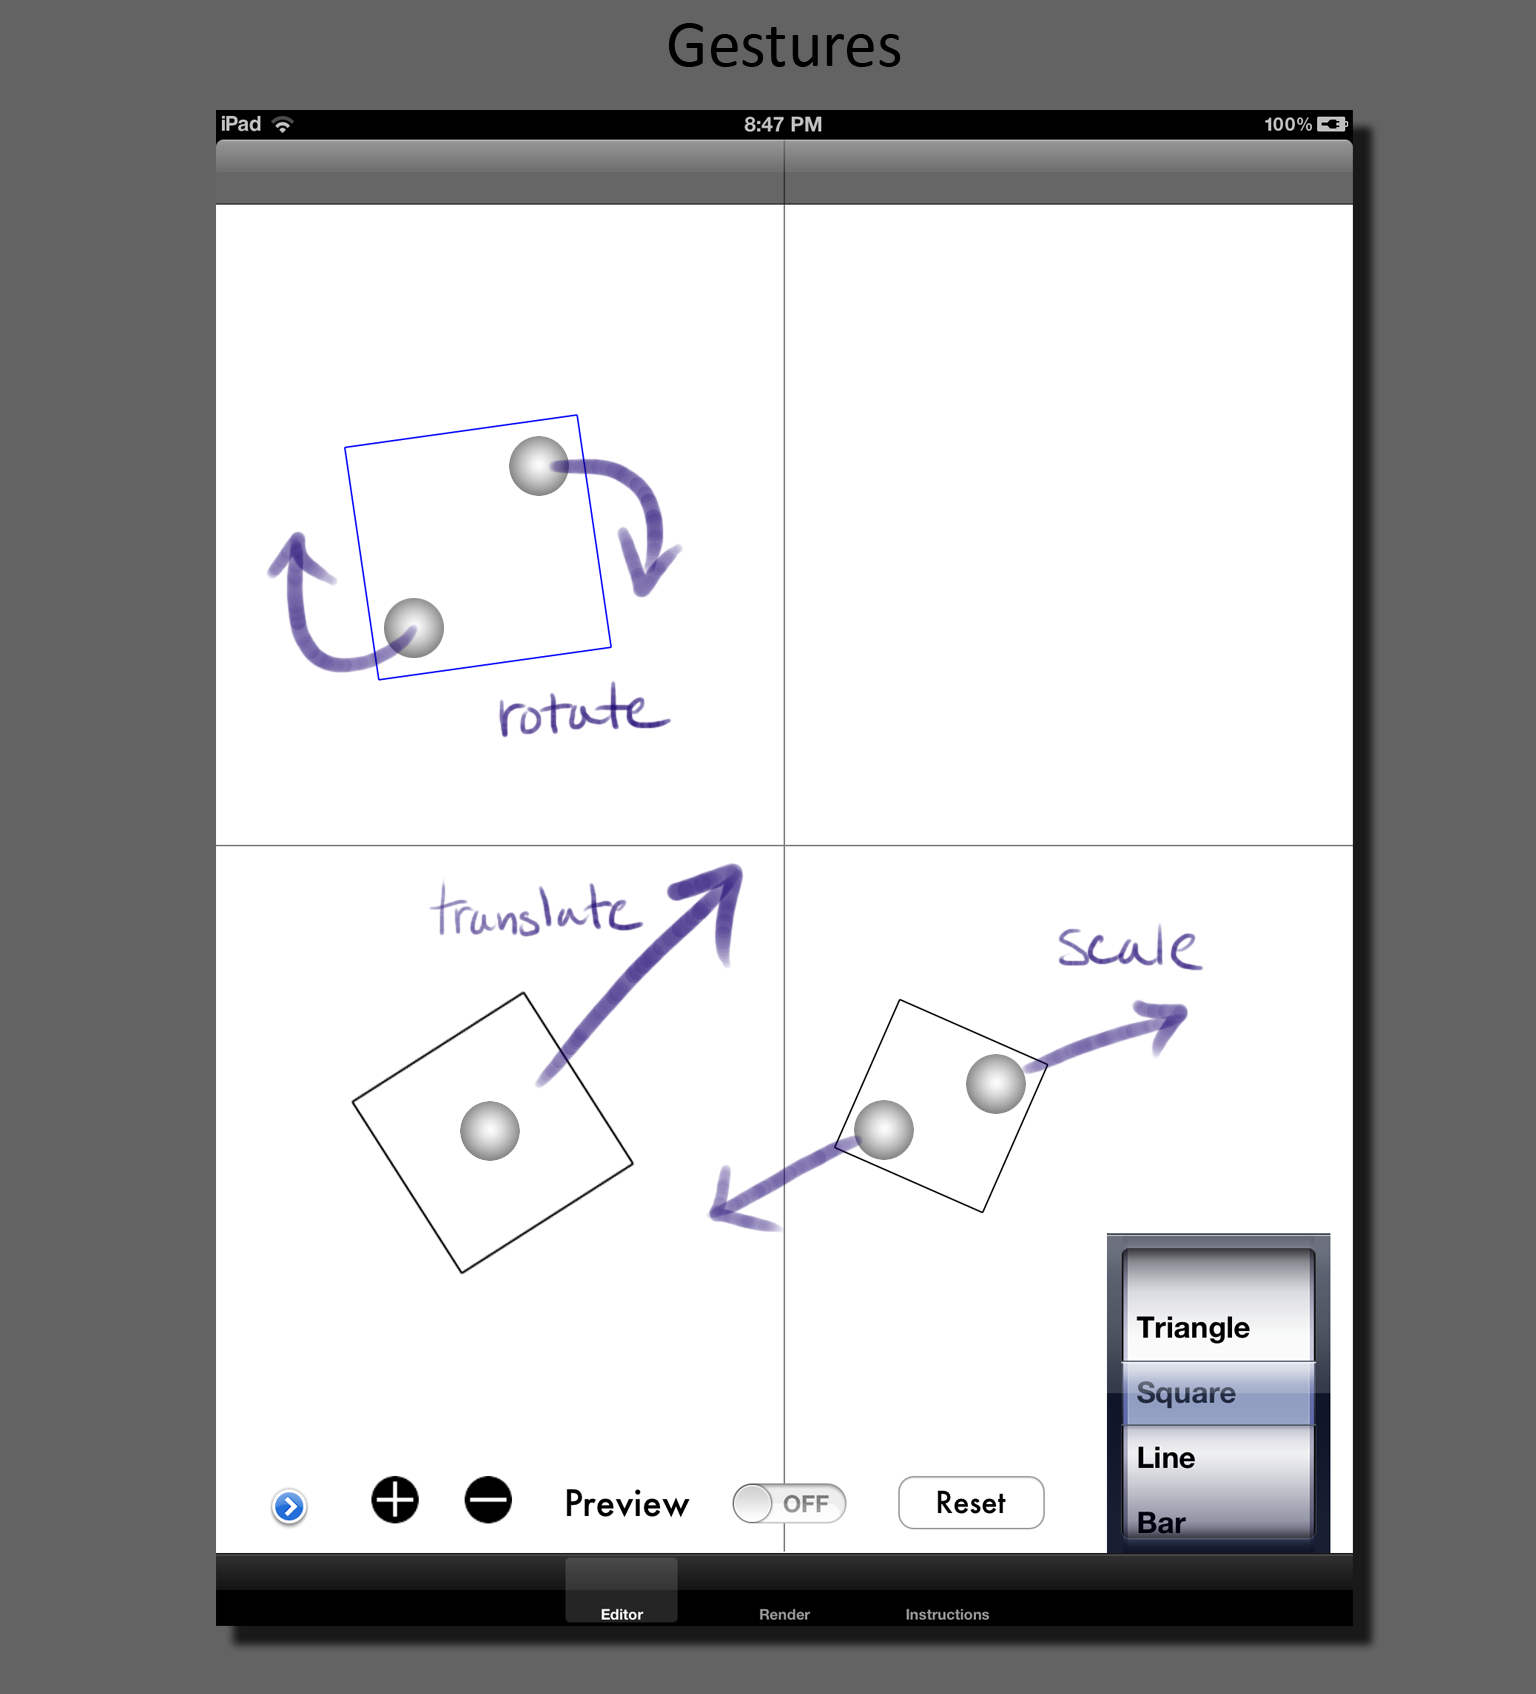 Gestures
iPad 8:47 PM 100%
rotate
translate
scale
Triangle
Square
Line
Bar
Preview OFF Reset
Editor Render Instructions